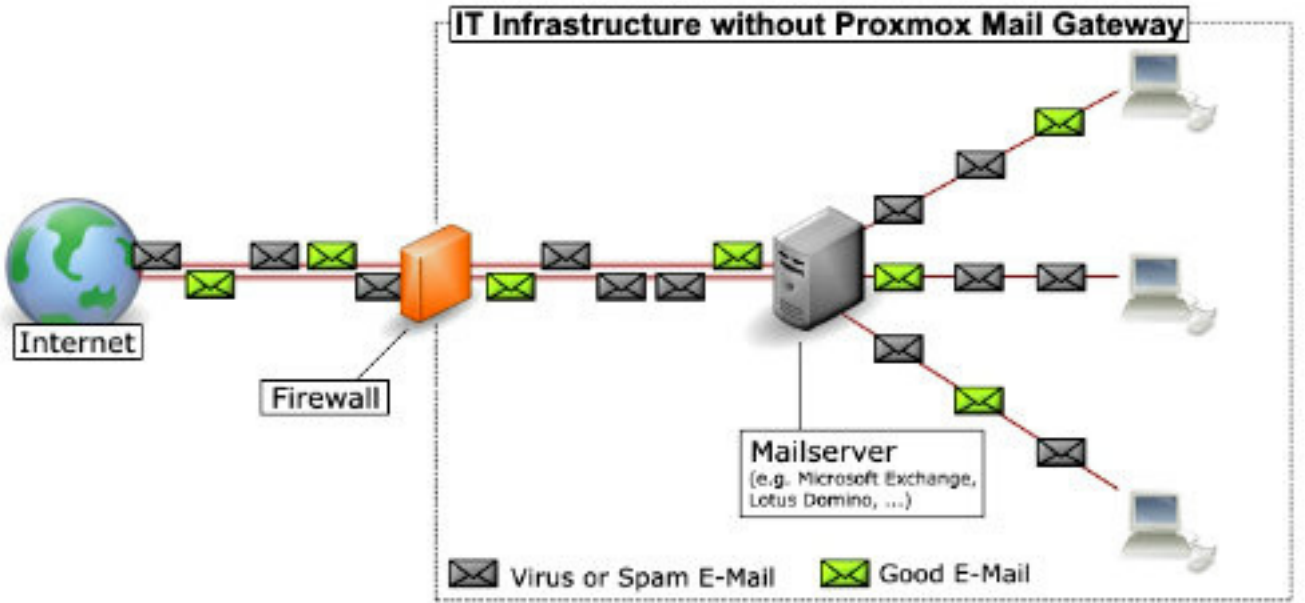 IT Infrastructure without Proxmox Mail Gateway
Internet
Firewall
Mailserver
(e.g. Microsoft Exchange,
Lotus Domino, ...)
Virus or Spam E-Mail
Good E-Mail